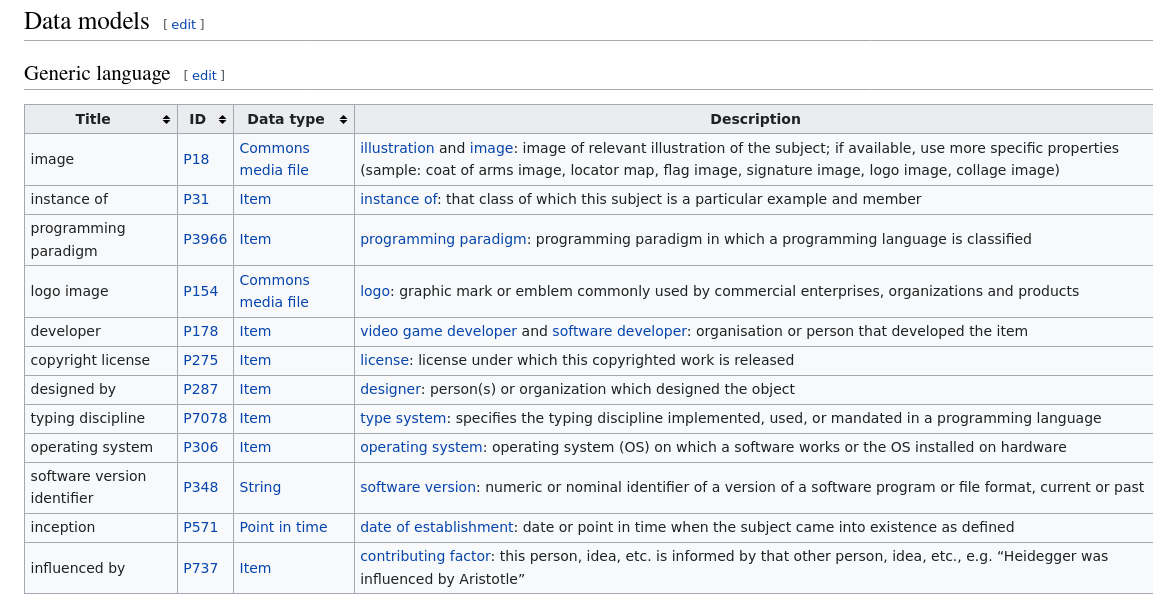 Data models [ edit ]
Generic language [ edit ]
Title ID Data type Description
image P18 Commons media file illustration and image: image of relevant illustration of the subject; if available, use more specific properties
(sample: coat of arms image, locator map, flag image, signature image, logo image, collage image)
instance of P31 Item instance of: that class of which this subject is a particular example and member
programming paradigm P3966 Item programming paradigm: programming paradigm in which a programming language is classified
logo image P154 Commons media file logo: graphic mark or emblem commonly used by commercial enterprises, organizations and products
developer P178 Item video game developer and software developer: organisation or person that developed the item
copyright license P275 Item license: license under which this copyrighted work is released
designed by P287 Item designer: person(s) or organization which designed the object
typing discipline P7078 Item type system: specifies the typing discipline implemented, used, or mandated in a programming language
operating system P306 Item operating system: operating system (OS) on which a software works or the OS installed on hardware
software version identifier P348 String software version: numeric or nominal identifier of a version of a software program or file format, current or past
inception P571 Point in time date of establishment: date or point in time when the subject came into existence as defined
influenced by P737 Item contributing factor: this person, idea, etc. is informed by that other person, idea, etc., e.g. “Heidegger was
influenced by Aristotle”